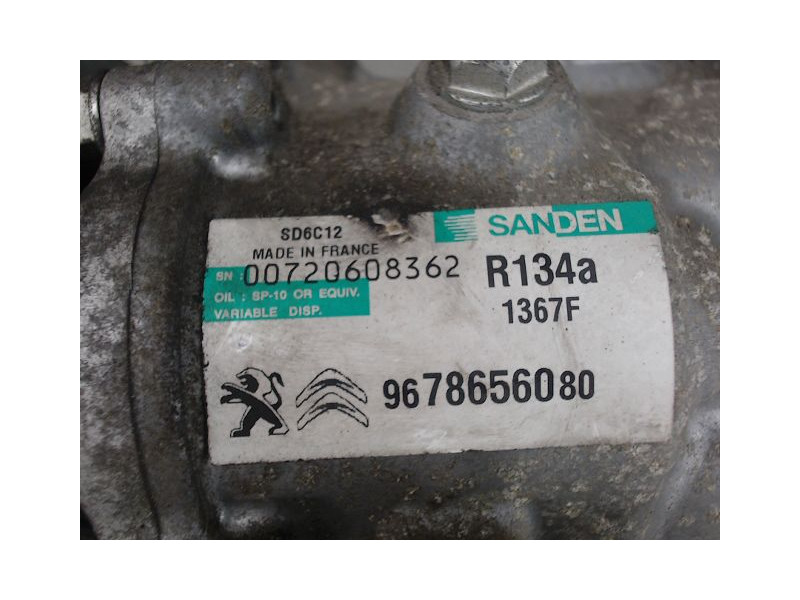 SANDEN
SD6C12
MADE IN FRANCE
SN : 00720608362
R134a
OIL : SP-10 OR EQUIV.
VARIABLE DISP.
1367F
9678656080